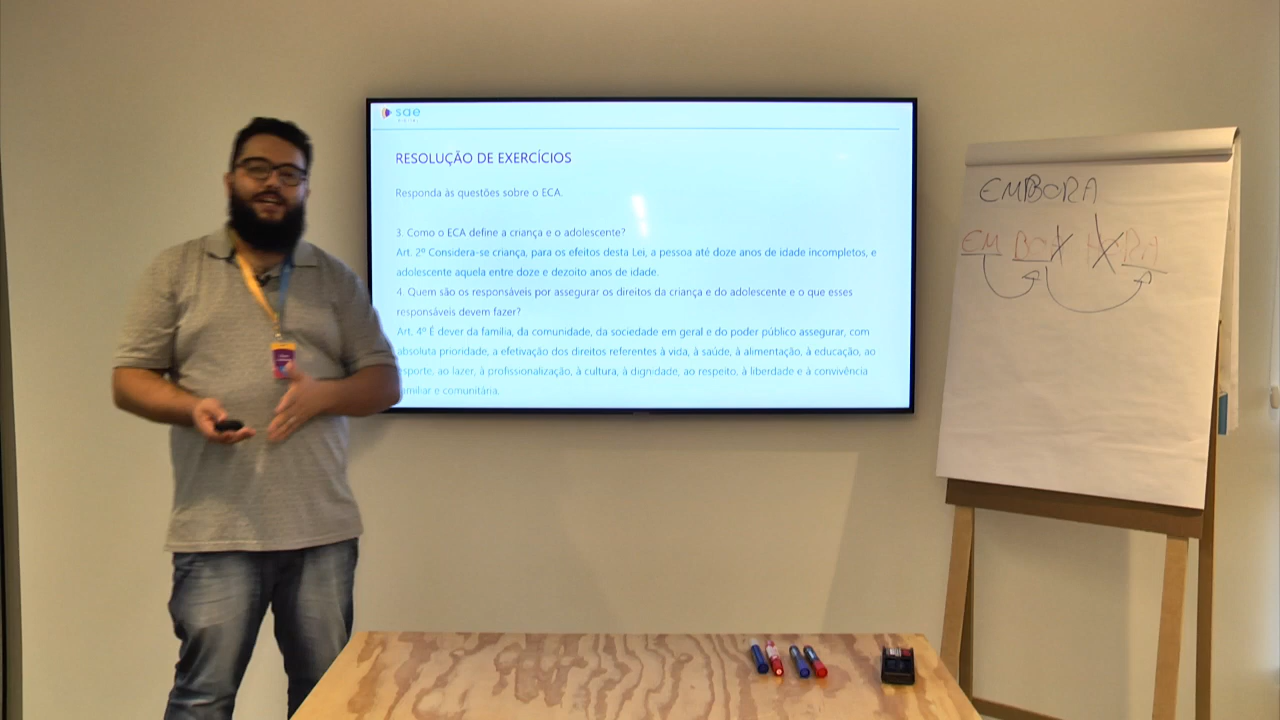 sae
RESOLUÇÃO DE EXERCÍCIOS
Responda às questões sobre o ECA.
3. Como o ECA define a criança e o adolescente?
Art. 2º Considera-se criança, para os efeitos desta Lei, a pessoa até doze anos de idade incompletos, e
adolescente aquela entre doze e dezoito anos de idade.
4. Quem são os responsáveis por assegurar os direitos da criança e do adolescente e o que esses
responsáveis devem fazer?
Art. 4º É dever da família, da comunidade, da sociedade em geral e do poder público assegurar, com
absoluta prioridade, a efetivação dos direitos referentes à vida, à saúde, à alimentação, à educação, ao
esporte, ao lazer, à profissionalização, à cultura, à dignidade, ao respeito, à liberdade e à convivência
familiar e comunitária.
EMBORA
EM BO RA